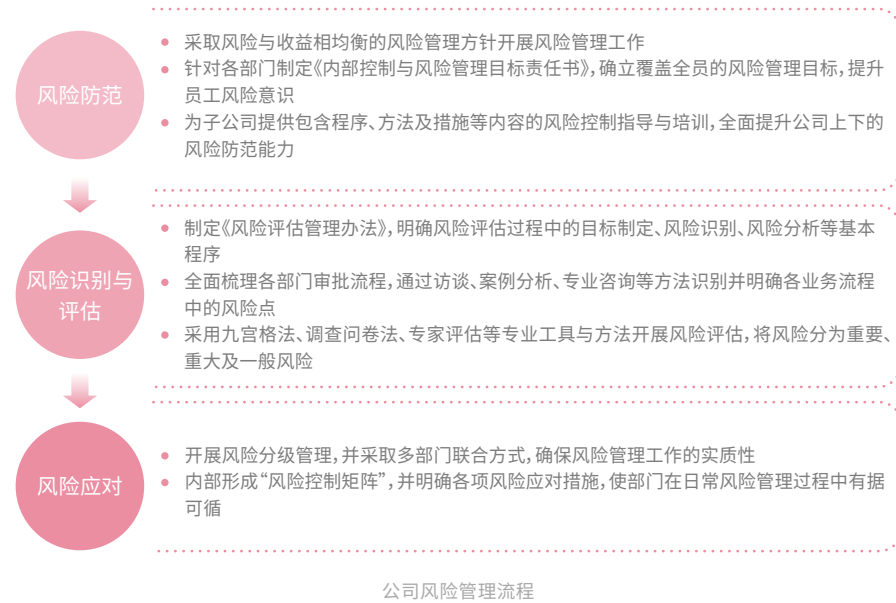 风险防范
• 采取风险与收益相均衡的风险管理方针开展风险管理工作
• 针对各部门制定《内部控制与风险管理目标责任书》，确立覆盖全员的风险管理目标，提升
员工风险意识
• 为子公司提供包含程序、方法及措施等内容的风险控制指导与培训，全面提升公司上下的
风险防范能力
风险识别与
评估
• 制定《风险评估管理办法》，明确风险评估过程中的目标制定、风险识别、风险分析等基本
程序
• 全面梳理各部门审批流程，通过访谈、案例分析、专业咨询等方法识别并明确各业务流程
中的风险点
• 采用九宫格法、调查问卷法、专家评估等专业工具与方法开展风险评估，将风险分为重要、
重大及一般风险
风险应对
• 开展风险分级管理，并采取多部门联合方式，确保风险管理工作的实质性
• 内部形成“风险控制矩阵”，并明确各项风险应对措施，使部门在日常风险管理过程中有据
可循
公司风险管理流程